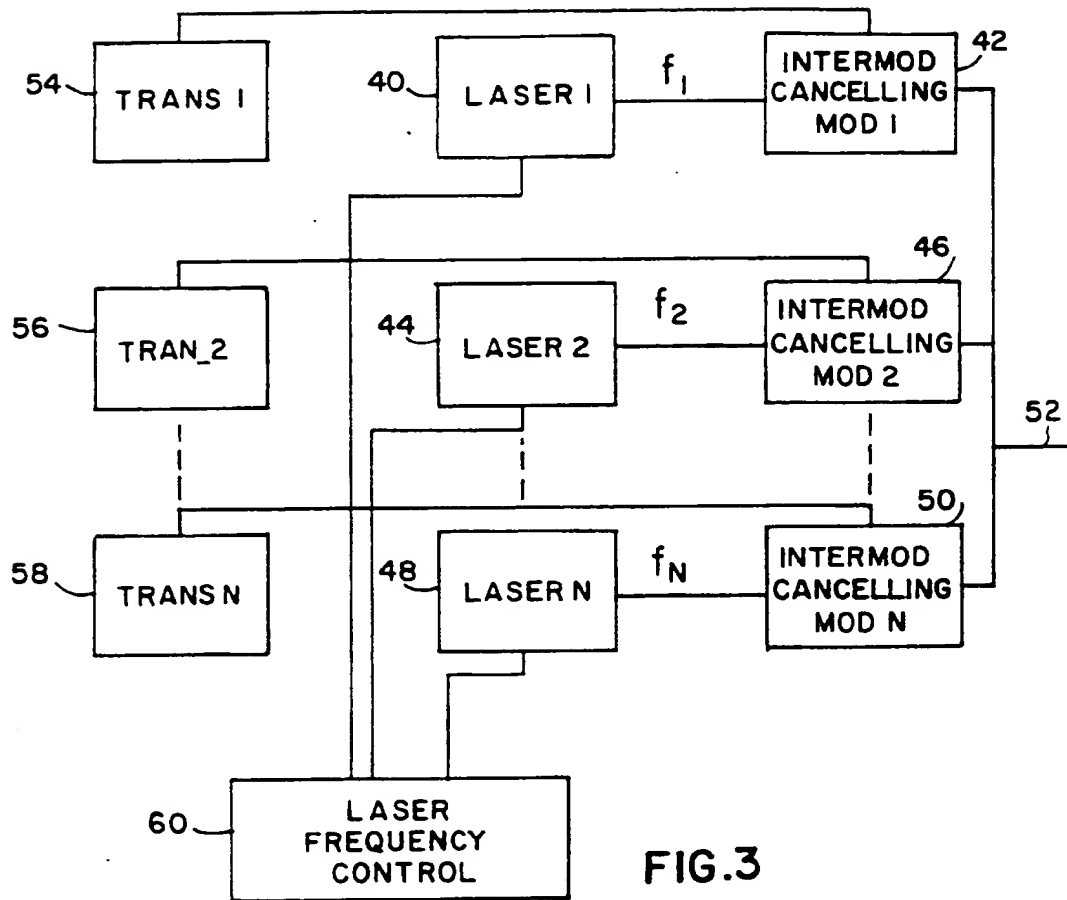 54
TRANS 1
40
LASER 1
f1
INTERMOD
CANCELLING
MOD 1
42
56
TRAN_2
44
LASER 2
f2
INTERMOD
CANCELLING
MOD 2
46
52
58
TRANS N
48
LASER N
fN
INTERMOD
CANCELLING
MOD N
50
60
LASER
FREQUENCY
CONTROL
FIG.3